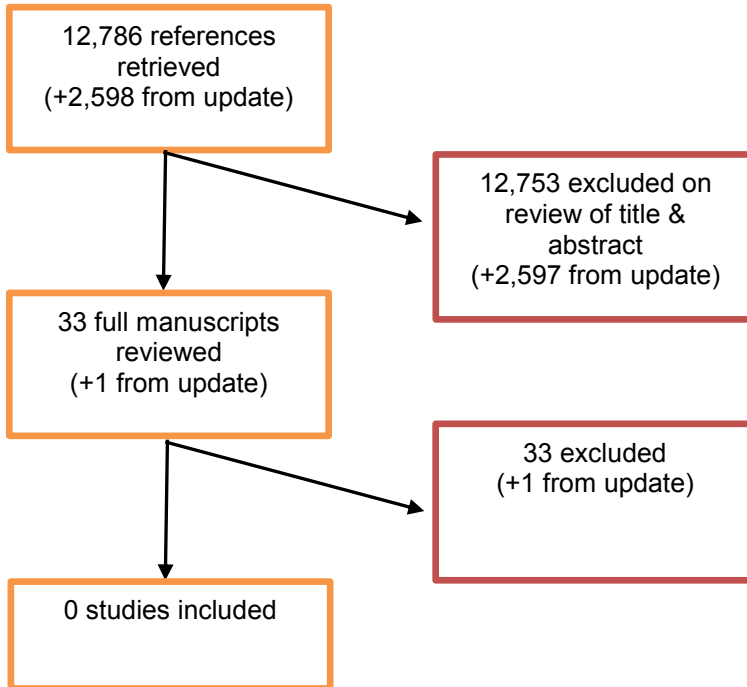 12,786 references
retrieved
(+2,598 from update)
12,753 excluded on
review of title &
abstract
(+2,597 from update)
33 full manuscripts
reviewed
(+1 from update)
33 excluded
(+1 from update)
0 studies included